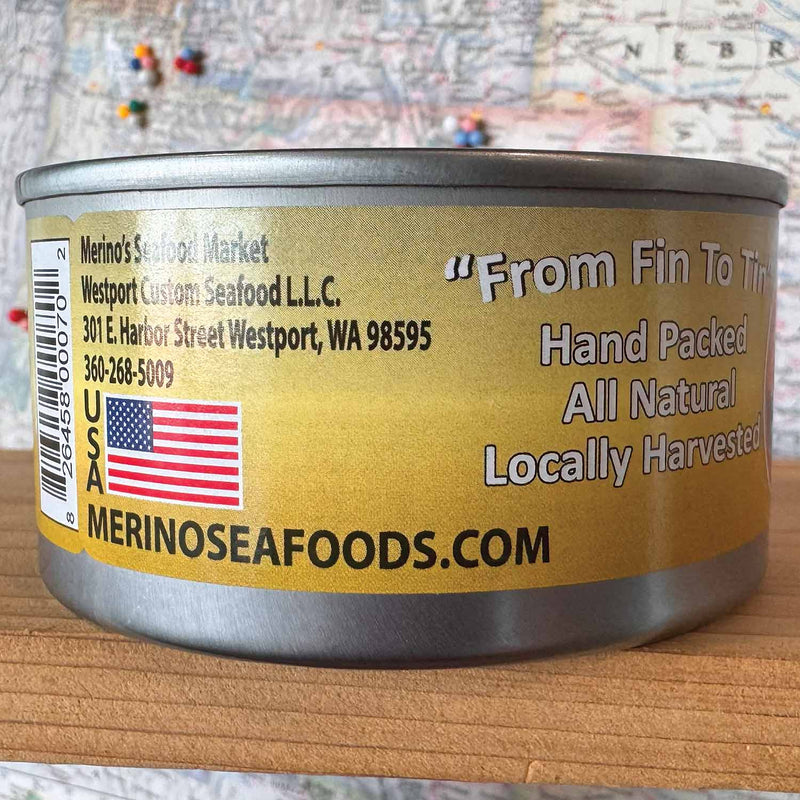 NEBR
Merino's Seafood Market
Westport Custom Seafood L.L.C.
301 E. Harbor Street Westport, WA 98595
360-268-5009
USA
MERINOSEAFOODS.COM
8 26458 00070 2
"From Fin To Tin"
Hand Packed
All Natural
Locally Harvested